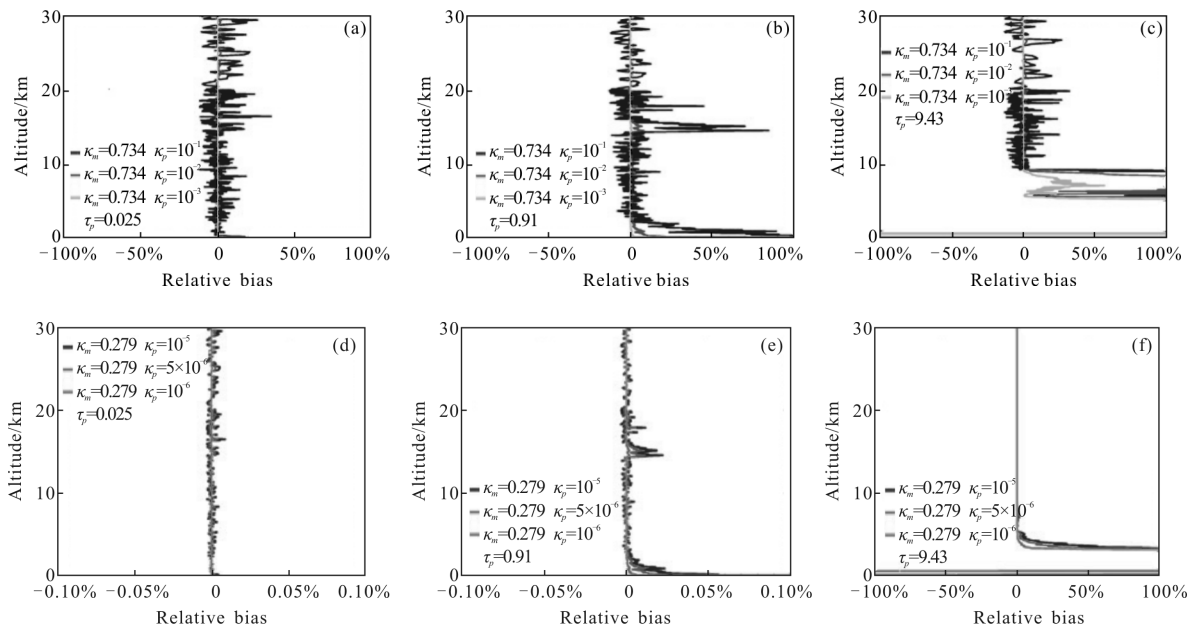 30
20
10
0
Altitude/km
(a)
κm=0.734 κp=10⁻¹
κm=0.734 κp=10⁻²
κm=0.734 κp=10⁻³
τp=0.025
−100% −50% 0 50% 100%
Relative bias
30
20
10
0
Altitude/km
(b)
κm=0.734 κp=10⁻¹
κm=0.734 κp=10⁻²
κm=0.734 κp=10⁻³
τp=0.91
−100% −50% 0 50% 100%
Relative bias
30
20
10
0
Altitude/km
(c)
κm=0.734 κp=10⁻¹
κm=0.734 κp=10⁻²
κm=0.734
τp=9.43
−100% −50% 0 50% 100%
Relative bias
30
20
10
0
Altitude/km
(d)
κm=0.279 κp=10⁻⁵
κm=0.279 κp=5×10⁻⁶
κm=0.279 κp=10⁻⁶
τp=0.025
−0.10% −0.05% 0 0.05% 0.10%
Relative bias
30
20
10
0
Altitude/km
(e)
κm=0.279 κp=10⁻⁵
κm=0.279 κp=5×10⁻⁶
κm=0.279 κp=10⁻⁶
τp=0.91
−0.10% −0.05% 0 0.05% 0.10%
Relative bias
30
20
10
0
Altitude/km
(f)
κm=0.279 κp=10⁻⁵
κm=0.279 κp=5×10⁻⁶
κm=0.279 κp=10⁻⁶
τp=9.43
−100% −50% 0 50% 100%
Relative bias